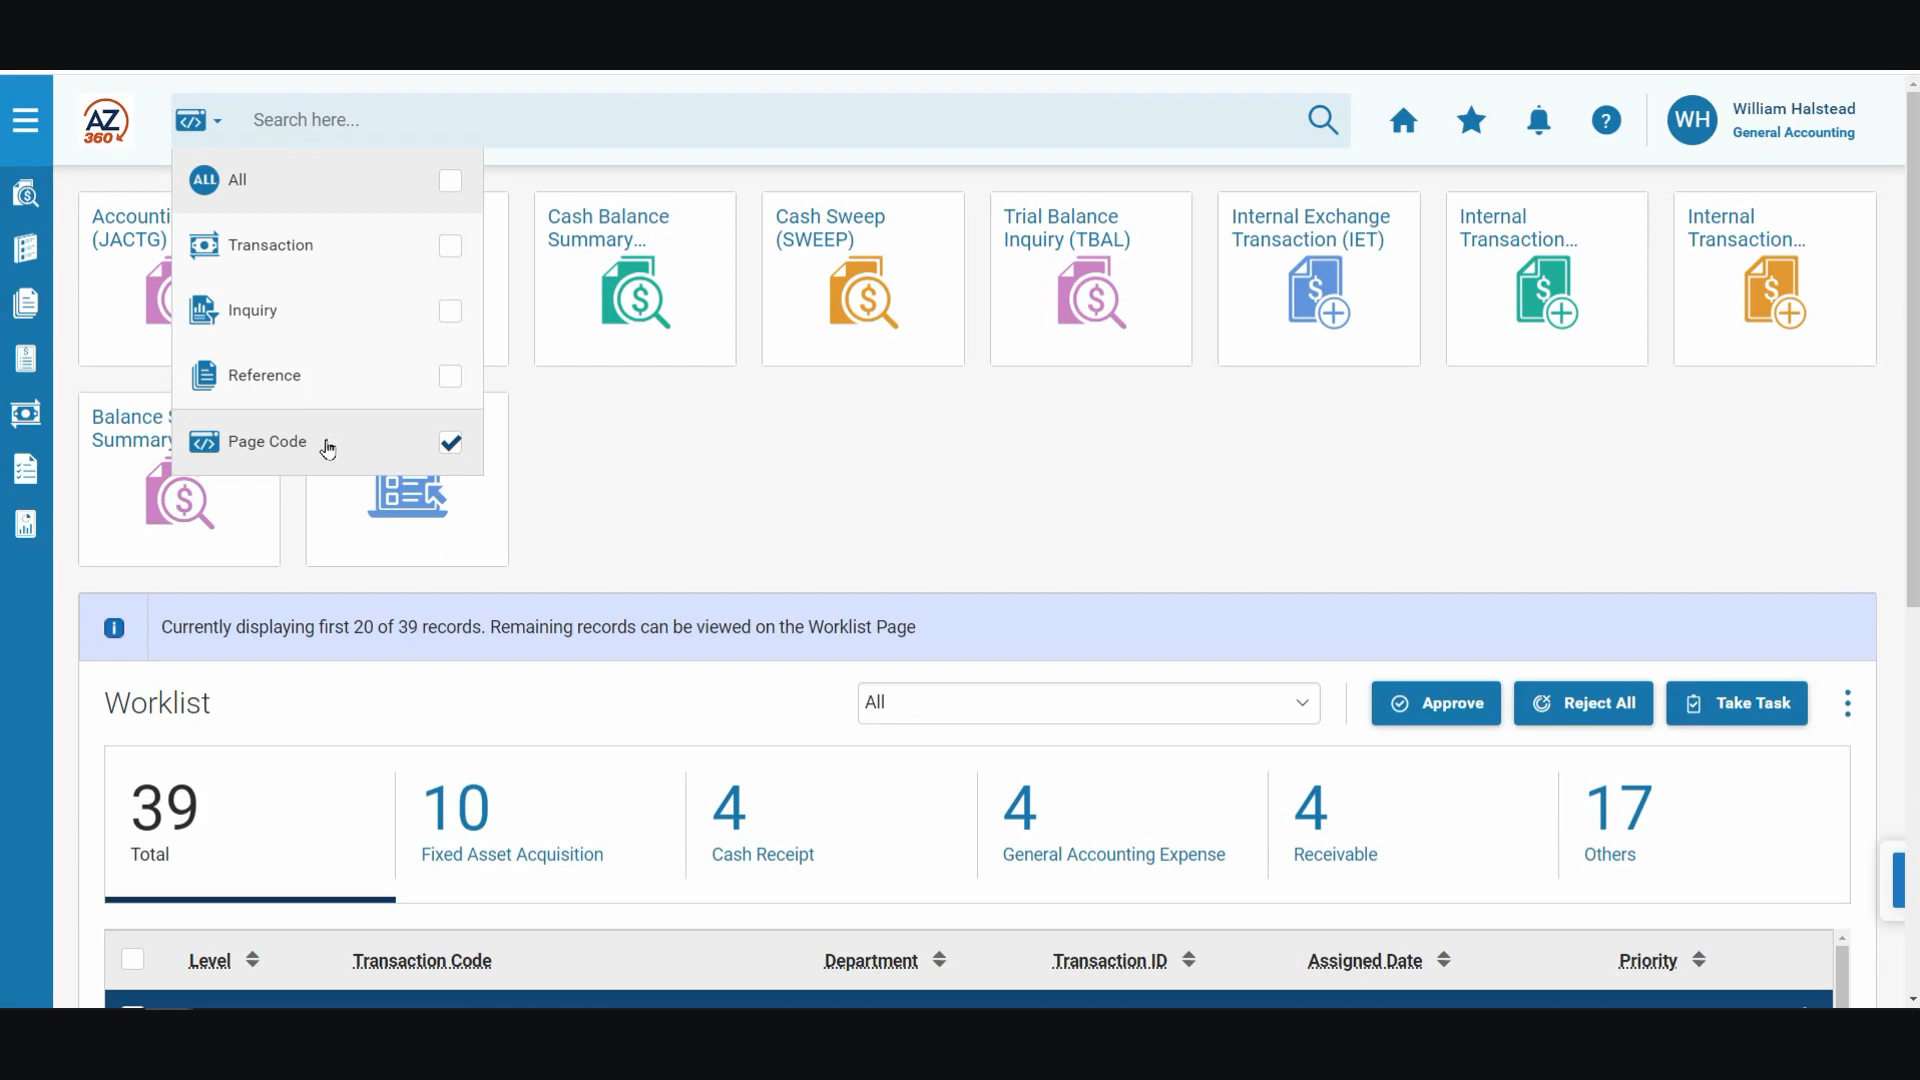 AZ
360
Search here...
?
WH
William Halstead
General Accounting
ALL All
Transaction
Inquiry
Reference
Page Code
(JACTG)
Cash Balance
Summary...
Cash Sweep
(SWEEP)
Trial Balance
Inquiry (TBAL)
Internal Exchange
Transaction (IET)
Internal
Transaction...
Internal
Transaction...
Balance
Currently displaying first 20 of 39 records. Remaining records can be viewed on the Worklist Page
Worklist
All
Approve
Reject All
Take Task
39
Total
10
Fixed Asset Acquisition
4
Cash Receipt
4
General Accounting Expense
4
Receivable
17
Others
Level
Transaction Code
Department
Transaction ID
Assigned Date
Priority